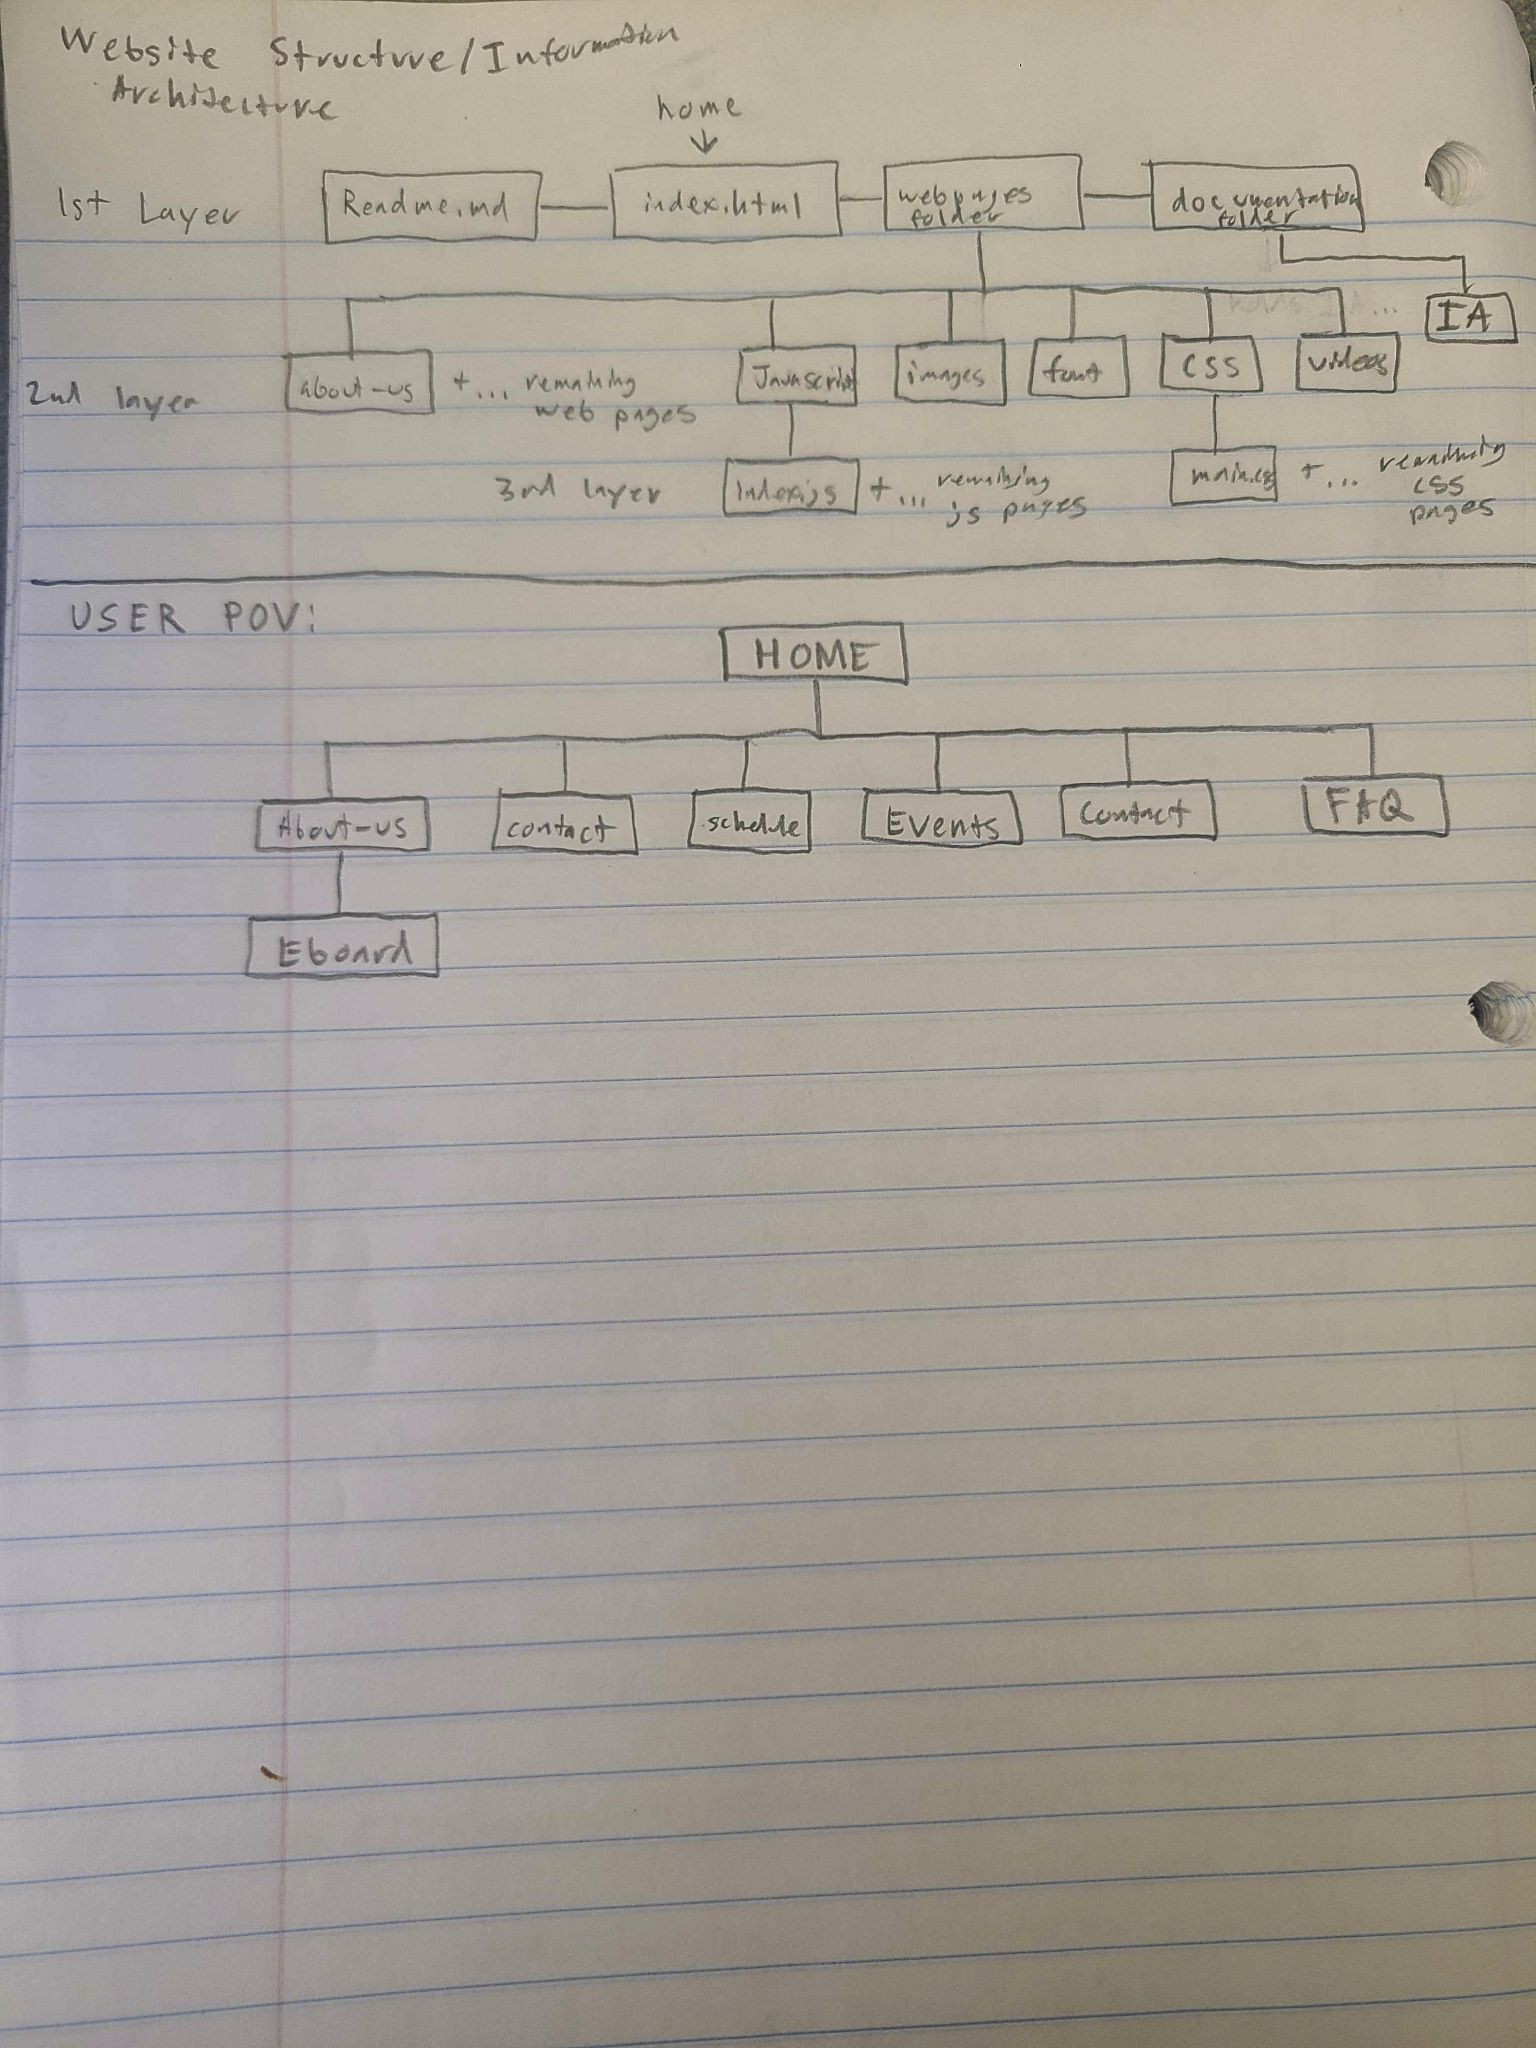 Website Structure/Information
Architecture
home
↓
1st Layer Readme.md index.html webpages documentation
folder folder
IA
2nd layer about-us + ... remaining Javascript images font CSS videos
web pages
3rd layer index.js + ... remaining main.css + ... remaining
js pages css
pages
USER POV:
HOME
About-us contact schedule Events Contact FAQ
Eboard